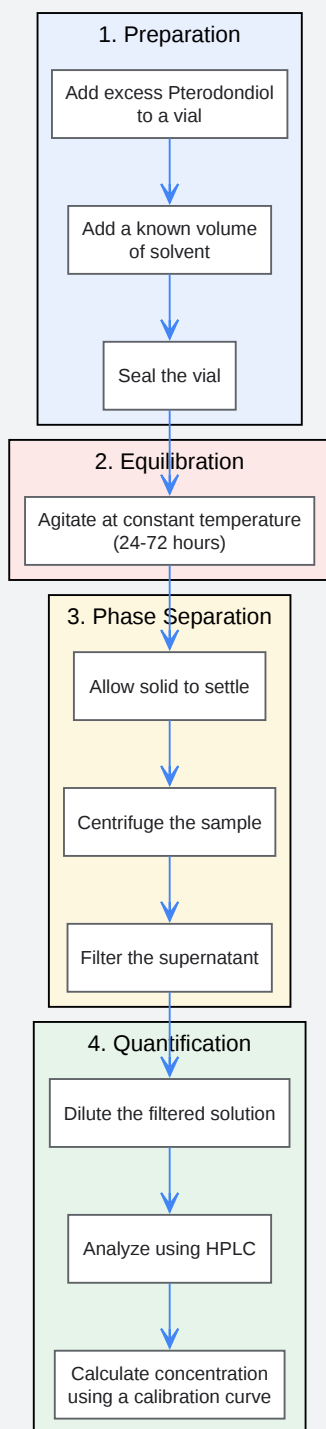 1. Preparation
Add excess Pterodondiol
to a vial
Add a known volume
of solvent
Seal the vial
2. Equilibration
Agitate at constant temperature
(24-72 hours)
3. Phase Separation
Allow solid to settle
Centrifuge the sample
Filter the supernatant
4. Quantification
Dilute the filtered solution
Analyze using HPLC
Calculate concentration
using a calibration curve